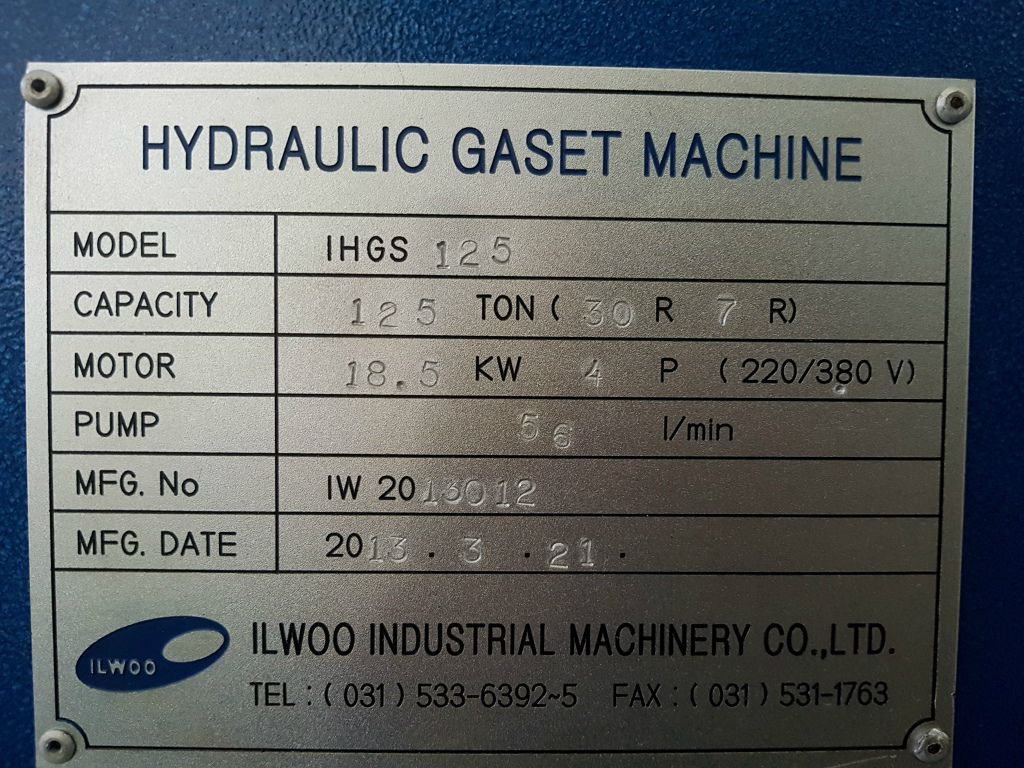 HYDRAULIC GASET MACHINE
MODEL IHGS 125
CAPACITY 125 TON ( 30 R 7 R)
MOTOR 18.5 KW 4 P ( 220/380 V)
PUMP 56 l/min
MFG. No IW 2013012
MFG. DATE 2013 . 3 . 21 .
ILWOO ILWOO INDUSTRIAL MACHINERY CO.,LTD.
TEL : ( 031 ) 533-6392~5 FAX : ( 031 ) 531-1763